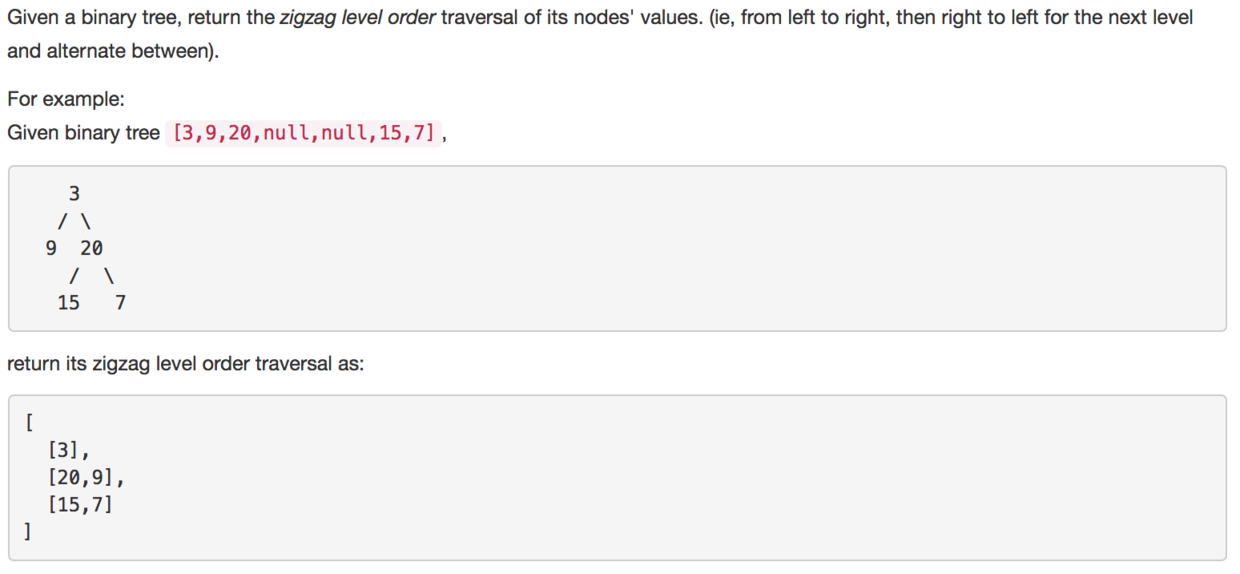 Given a binary tree, return the zigzag level order traversal of its nodes' values. (ie, from left to right, then right to left for the next level
and alternate between).
For example:
Given binary tree [3,9,20,null,null,15,7],
    3
   / \
  9  20
    /  \
   15   7
return its zigzag level order traversal as:
[
  [3],
  [20,9],
  [15,7]
]